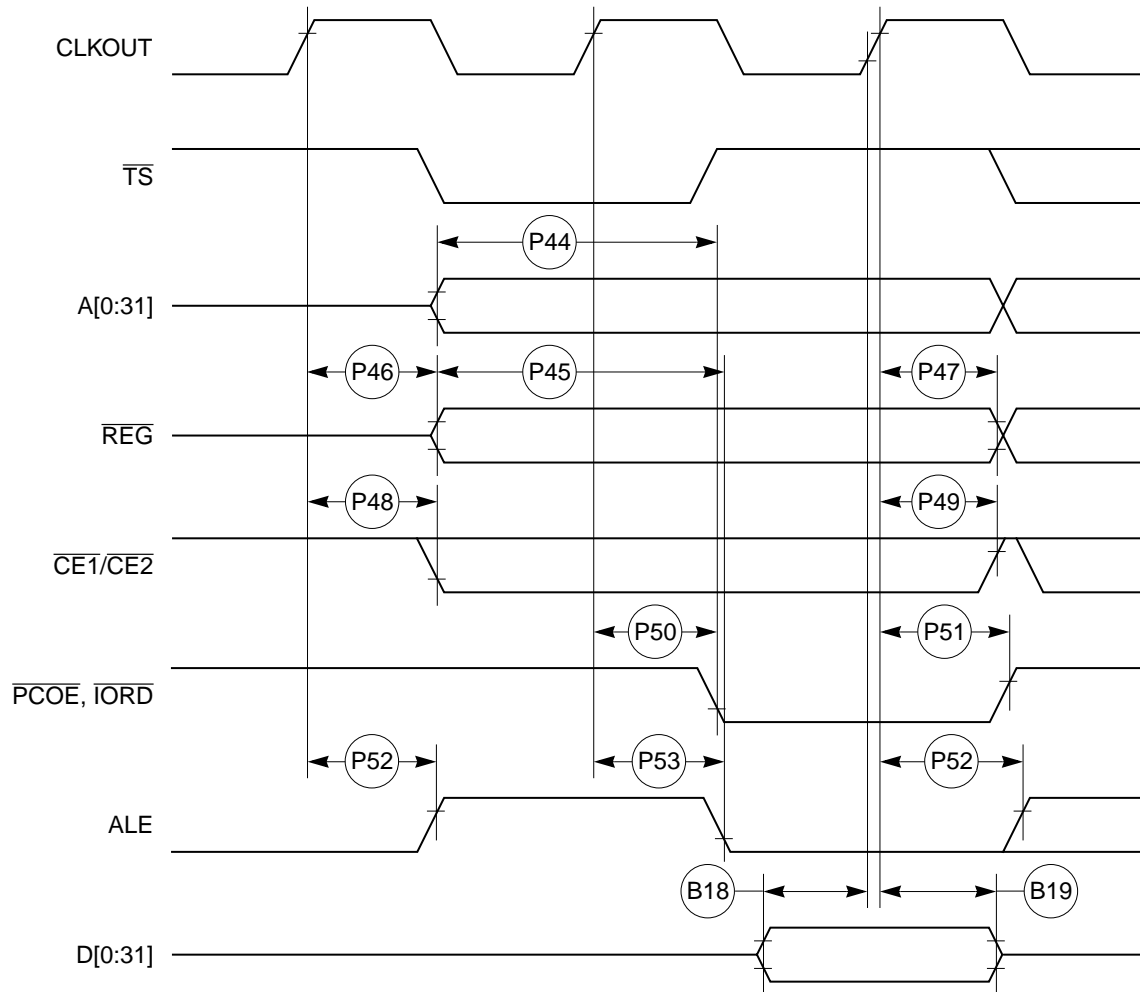 CLKOUT
TS
P44
A[0:31]
P46 P45 P47
REG
P48 P49
CE1/CE2
P50 P51
PCOE, IORD
P52 P53 P52
ALE
B18 B19
D[0:31]